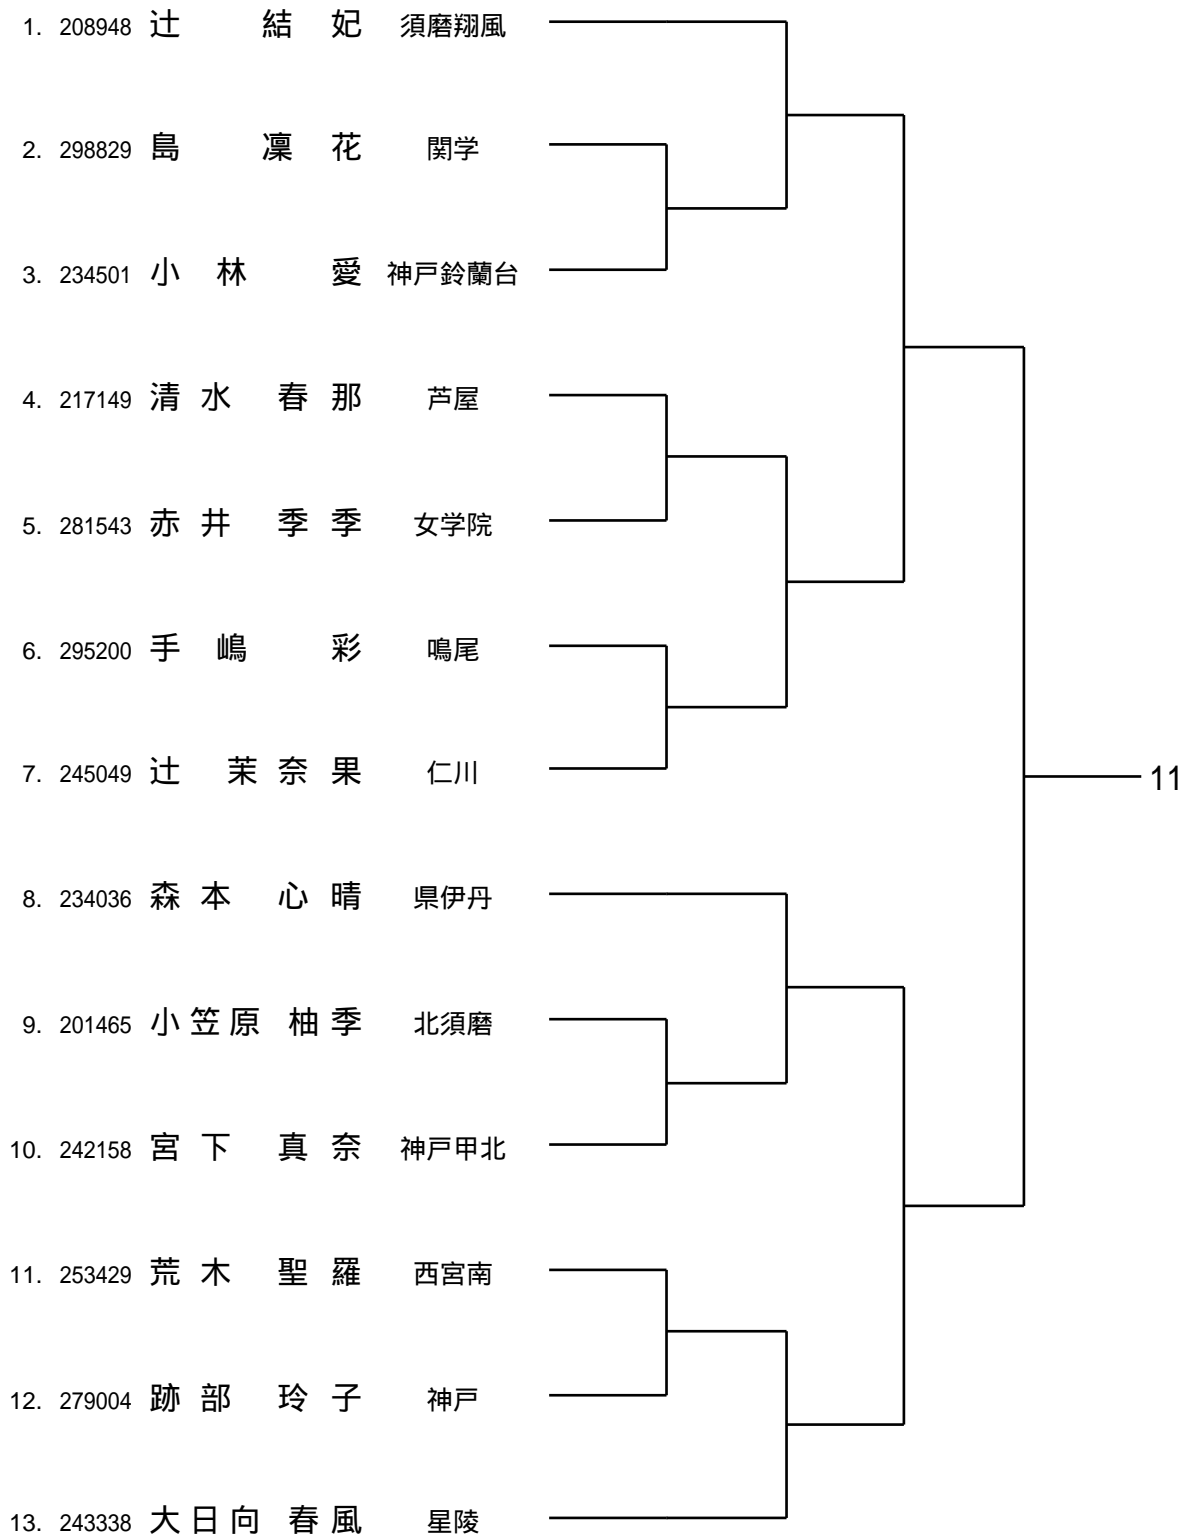 1. 208948 辻 結 妃 須磨翔風
2. 298829 島 凜 花 関学
3. 234501 小 林 愛 神戸鈴蘭台
4. 217149 清 水 春 那 芦屋
5. 281543 赤 井 季 季 女学院
6. 295200 手 嶋 彩 鳴尾
7. 245049 辻 茉 奈 果 仁川
11
8. 234036 森 本 心 晴 県伊丹
9. 201465 小 笠 原 柚 季 北須磨
10. 242158 宮 下 真 奈 神戸甲北
11. 253429 荒 木 聖 羅 西宮南
12. 279004 跡 部 玲 子 神戸
13. 243338 大 日 向 春 風 星陵